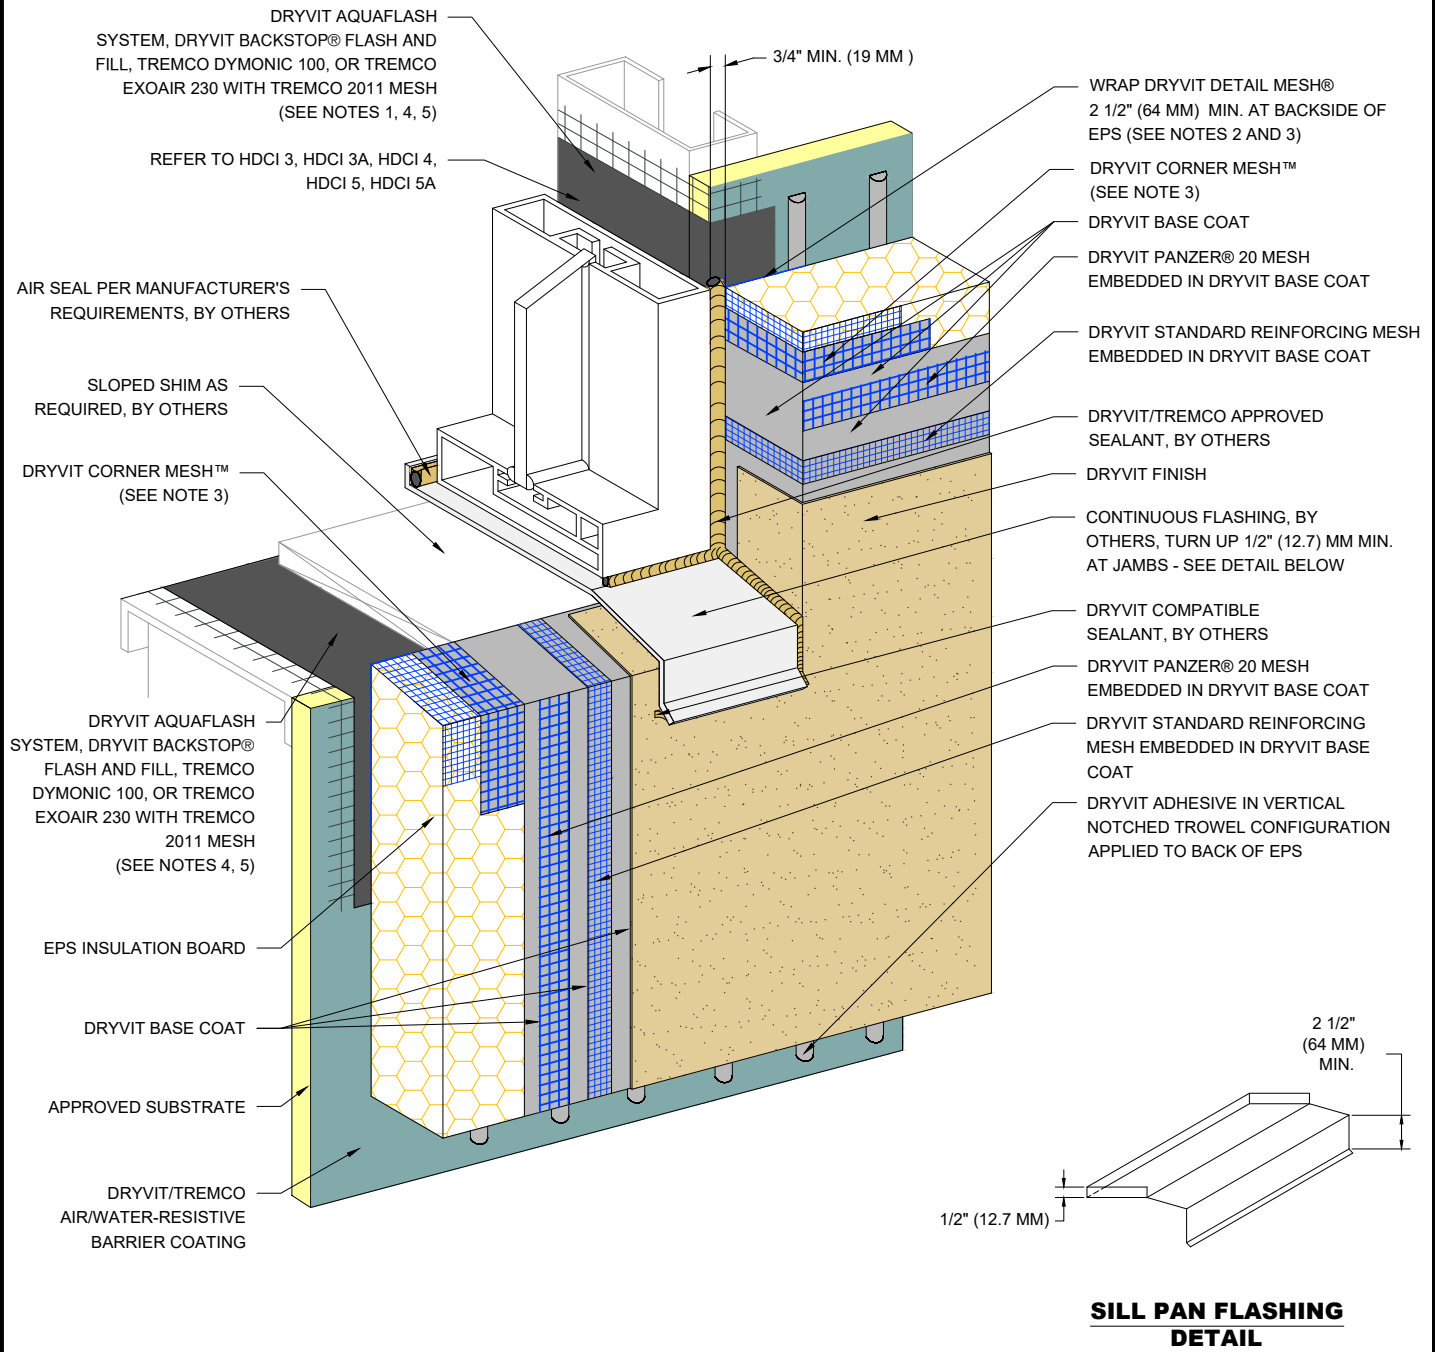 DRYVIT AQUAFLASH
SYSTEM, DRYVIT BACKSTOP® FLASH AND
FILL, TREMCO DYMONIC 100, OR TREMCO
EXOAIR 230 WITH TREMCO 2011 MESH
(SEE NOTES 1, 4, 5)
REFER TO HDCI 3, HDCI 3A, HDCI 4,
HDCI 5, HDCI 5A
AIR SEAL PER MANUFACTURER'S
REQUIREMENTS, BY OTHERS
SLOPED SHIM AS
REQUIRED, BY OTHERS
DRYVIT CORNER MESH™
(SEE NOTE 3)
DRYVIT AQUAFLASH
SYSTEM, DRYVIT BACKSTOP®
FLASH AND FILL, TREMCO
DYMONIC 100, OR TREMCO
EXOAIR 230 WITH TREMCO
2011 MESH
(SEE NOTES 4, 5)
EPS INSULATION BOARD
DRYVIT BASE COAT
APPROVED SUBSTRATE
DRYVIT/TREMCO
AIR/WATER-RESISTIVE
BARRIER COATING
3/4" MIN. (19 MM )
WRAP DRYVIT DETAIL MESH®
2 1/2" (64 MM) MIN. AT BACKSIDE OF
EPS (SEE NOTES 2 AND 3)
DRYVIT CORNER MESH™
(SEE NOTE 3)
DRYVIT BASE COAT
DRYVIT PANZER® 20 MESH
EMBEDDED IN DRYVIT BASE COAT
DRYVIT STANDARD REINFORCING MESH
EMBEDDED IN DRYVIT BASE COAT
DRYVIT/TREMCO APPROVED
SEALANT, BY OTHERS
DRYVIT FINISH
CONTINUOUS FLASHING, BY
OTHERS, TURN UP 1/2" (12.7) MM MIN.
AT JAMBS - SEE DETAIL BELOW
DRYVIT COMPATIBLE
SEALANT, BY OTHERS
DRYVIT PANZER® 20 MESH
EMBEDDED IN DRYVIT BASE COAT
DRYVIT STANDARD REINFORCING
MESH EMBEDDED IN DRYVIT BASE
COAT
DRYVIT ADHESIVE IN VERTICAL
NOTCHED TROWEL CONFIGURATION
APPLIED TO BACK OF EPS
2 1/2"
(64 MM)
MIN.
1/2" (12.7 MM)
SILL PAN FLASHING
DETAIL